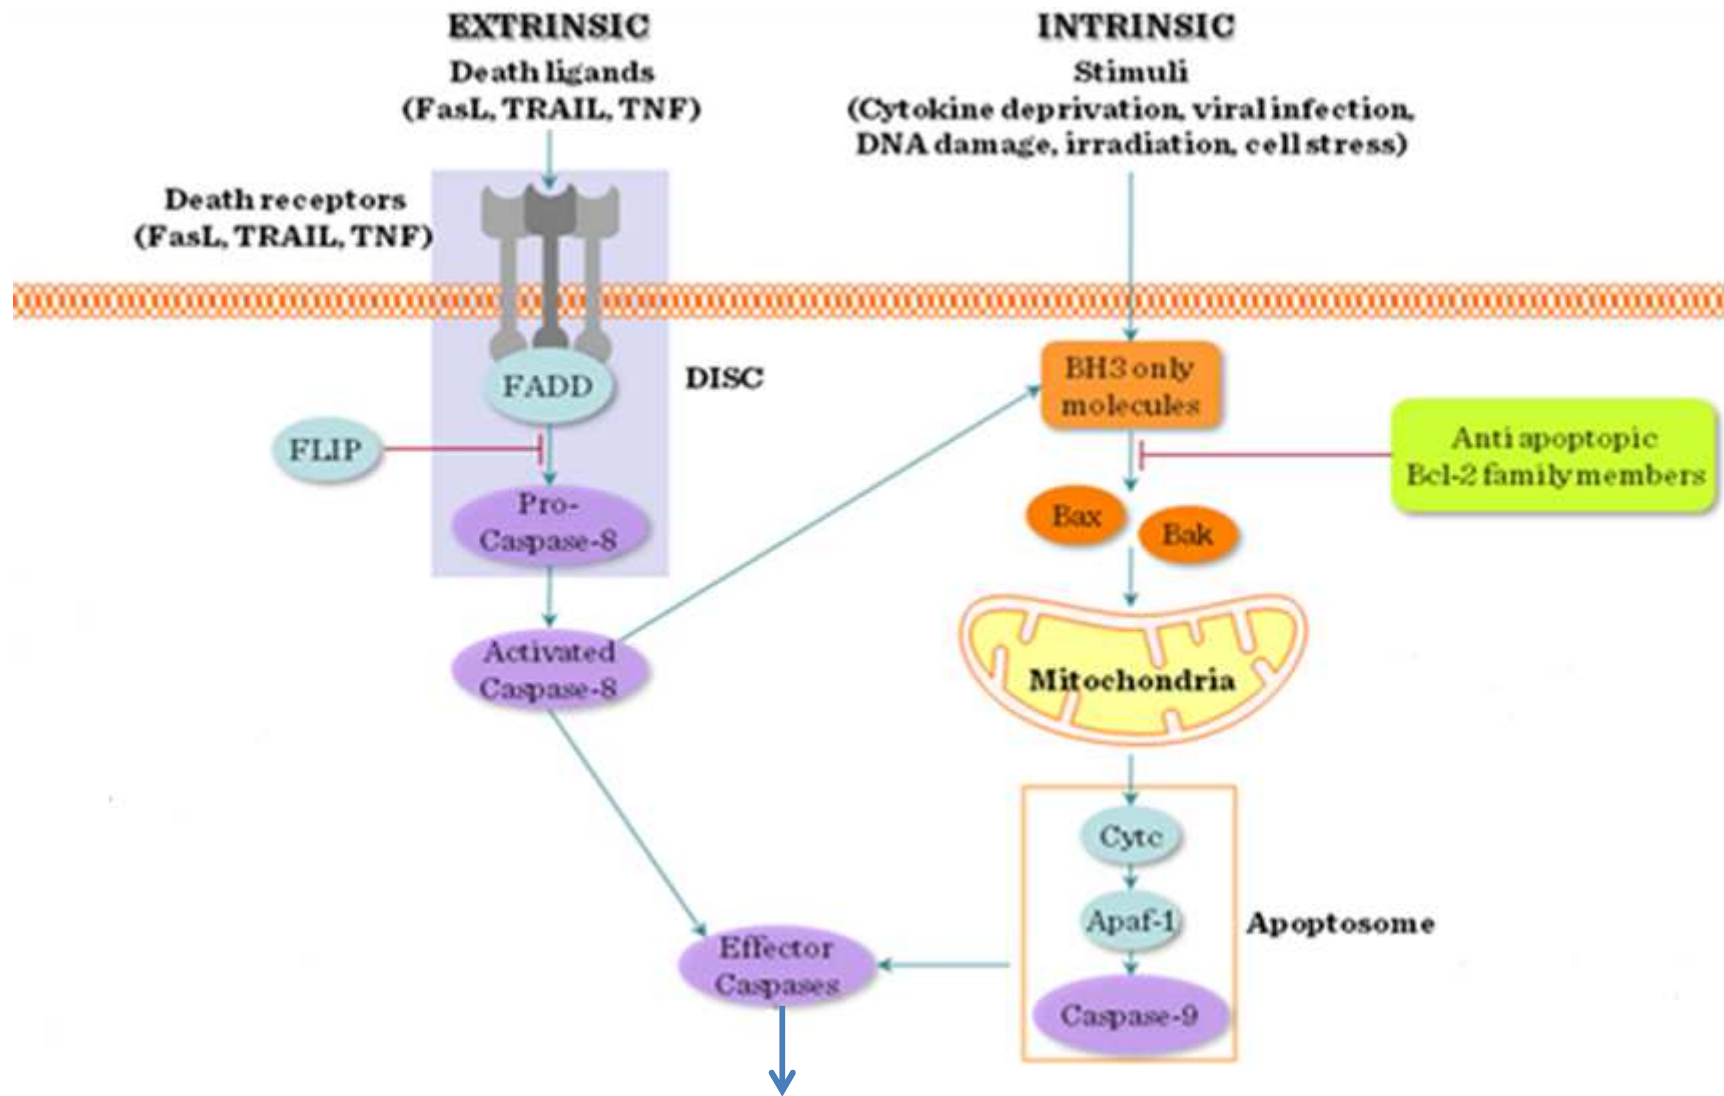 EXTRINSIC
Death ligands
(FasL, TRAIL, TNF)
INTRINSIC
Stimuli
(Cytokine deprivation, viral infection,
DNA damage, irradiation, cell stress)
Death receptors
(FasL, TRAIL, TNF)
FADD
DISC
FLIP
Pro-
Caspase-8
Activated
Caspase-8
BH3 only
molecules
Anti apoptopic
Bcl-2 family members
Bax
Bak
Mitochondria
Cytc
Apaf-1
Caspase-9
Apoptosome
Effector
Caspases